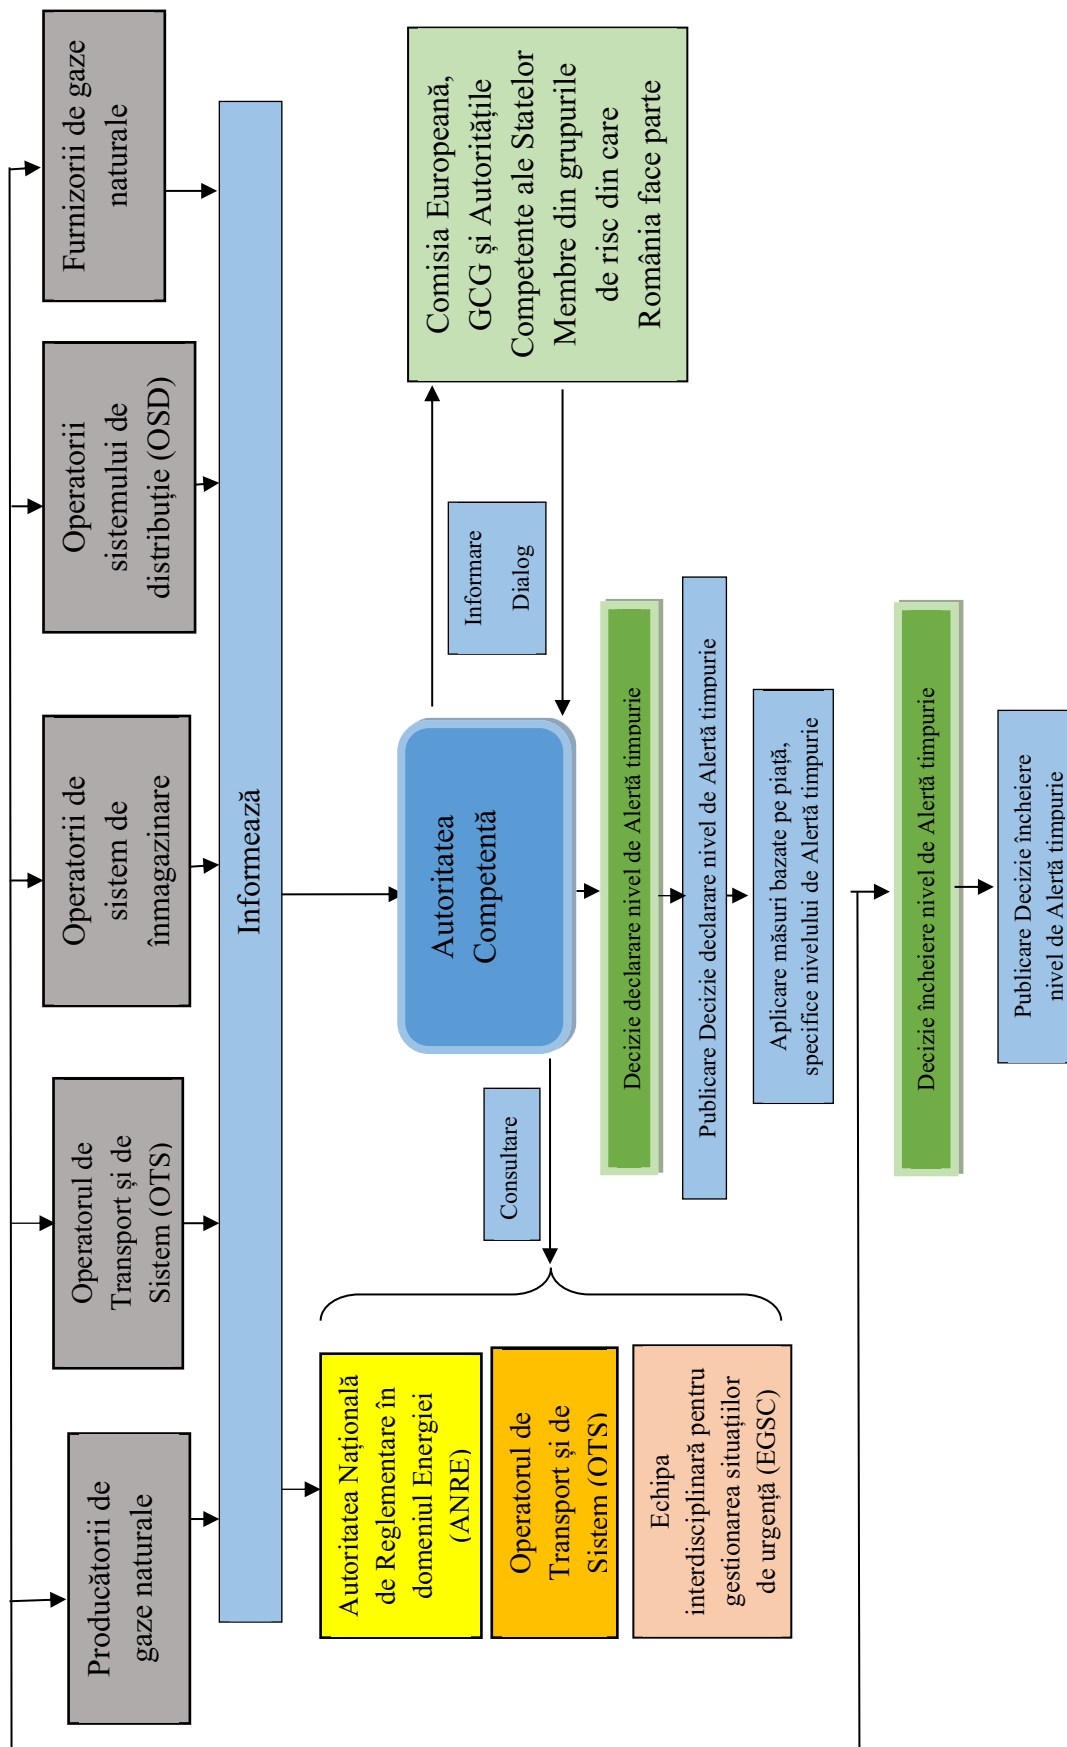 Producătorii de
gaze naturale
Operatorul de
Transport și de
Sistem (OTS)
Operatorii de
sistem de
înmagazinare
Operatorii
sistemului de
distribuție (OSD)
Furnizorii de gaze
naturale
Informează
Autoritatea Națională
de Reglementare în
domeniul Energiei
(ANRE)
Operatorul de
Transport și de
Sistem (OTS)
Echipa
interdisciplinară pentru
gestionarea situațiilor
de urgență (EGSC)
Consultare
Autoritatea
Competentă
Informare
Dialog
Comisia Europeană,
GCG și Autoritățile
Competente ale Statelor
Membre din grupurile
de risc din care
România face parte
Decizie declarare nivel de Alertă timpurie
Publicare Decizie declarare nivel de Alertă timpurie
Aplicare măsuri bazate pe piață,
specifice nivelului de Alertă timpurie
Decizie încheiere nivel de Alertă timpurie
Publicare Decizie încheiere
nivel de Alertă timpurie